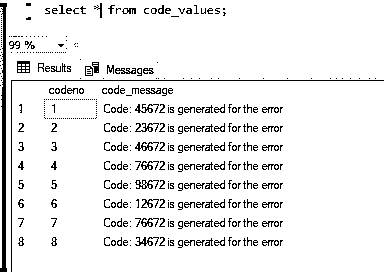 select * from code_values;
99 %
Results Messages
codeno code_message
1 1 Code: 45672 is generated for the error
2 2 Code: 23672 is generated for the error
3 3 Code: 46672 is generated for the error
4 4 Code: 76672 is generated for the error
5 5 Code: 98672 is generated for the error
6 6 Code: 12672 is generated for the error
7 7 Code: 76672 is generated for the error
8 8 Code: 34672 is generated for the error